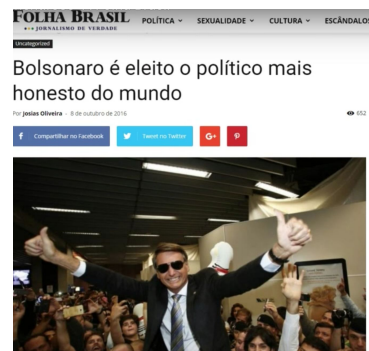 FOLHA BRASIL
JORNALISMO DE VERDADE
POLÍTICA
SEXUALIDADE
CULTURA
ESCÂNDALOS
Uncategorized
Bolsonaro é eleito o político mais
honesto do mundo
Por Josias Oliveira - 8 de outubro de 2016
652
Compartilhar no Facebook
Tweet no Twitter
G+